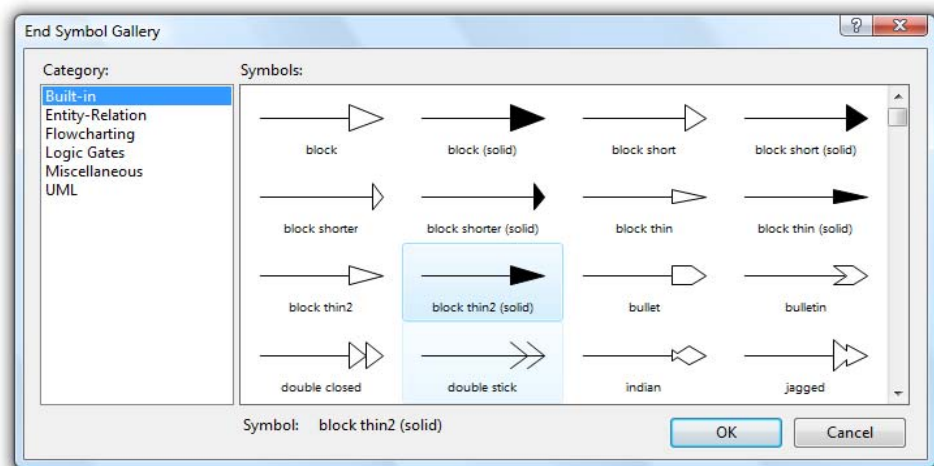 End Symbol Gallery
Category:
Symbols:
Built-in
Entity-Relation
Flowcharting
Logic Gates
Miscellaneous
UML
block
block (solid)
block short
block short (solid)
block shorter
block shorter (solid)
block thin
block thin (solid)
block thin2
block thin2 (solid)
bullet
bulletin
double closed
double stick
indian
jagged
Symbol: block thin2 (solid)
OK
Cancel